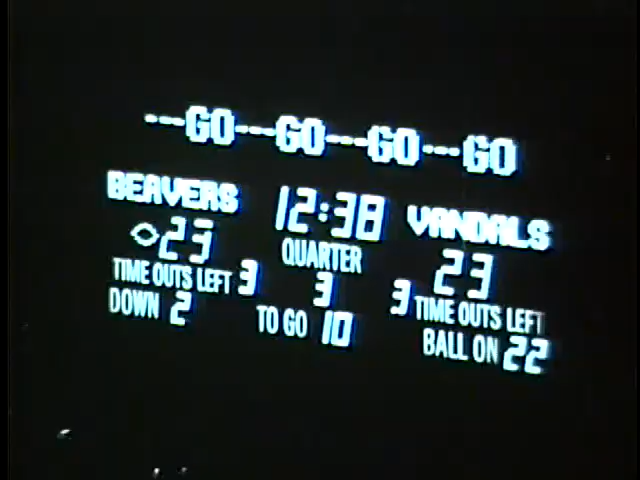 ---GO---GO---GO---GO
BEAVERS 12:38 VANDALS
23 QUARTER 23
TIME OUTS LEFT 3 3 3 TIME OUTS LEFT
DOWN 2 TO GO 10 BALL ON 22